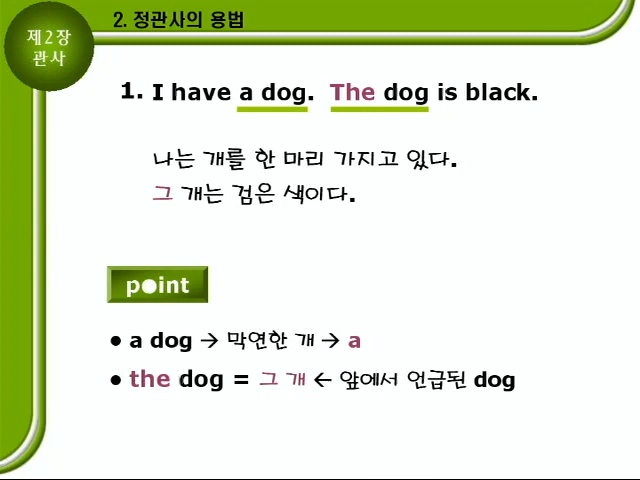 제2장
관사
2. 정관사의 용법
1. I have a dog. The dog is black.
나는 개를 한 마리 가지고 있다.
그 개는 검은 색이다.
point
● a dog → 막연한 개 → a
● the dog = 그 개 ← 앞에서 언급된 dog